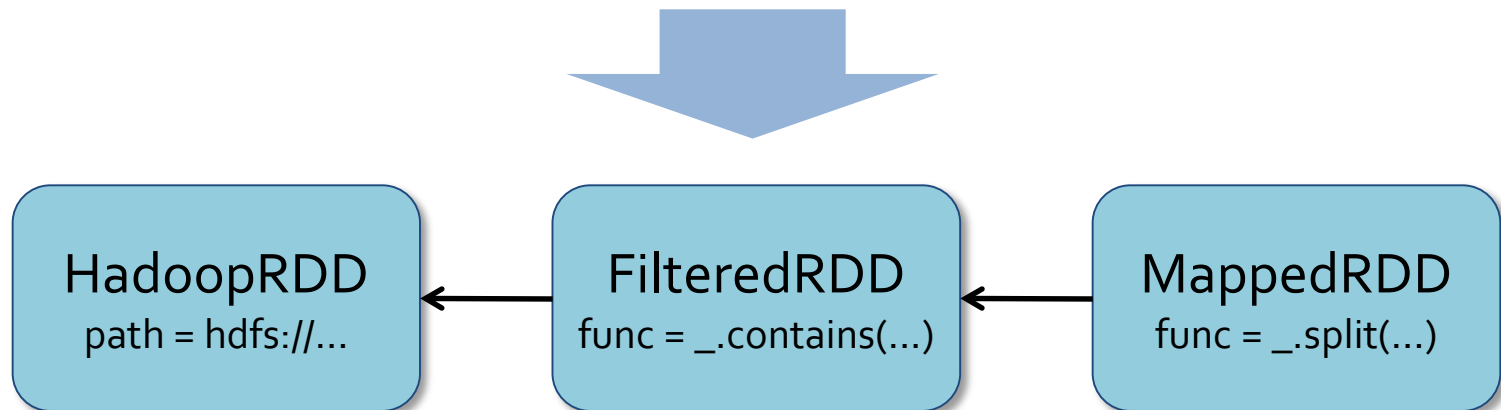 HadoopRDD
path = hdfs://…
FilteredRDD
func = _.contains(...)
MappedRDD
func = _.split(…)